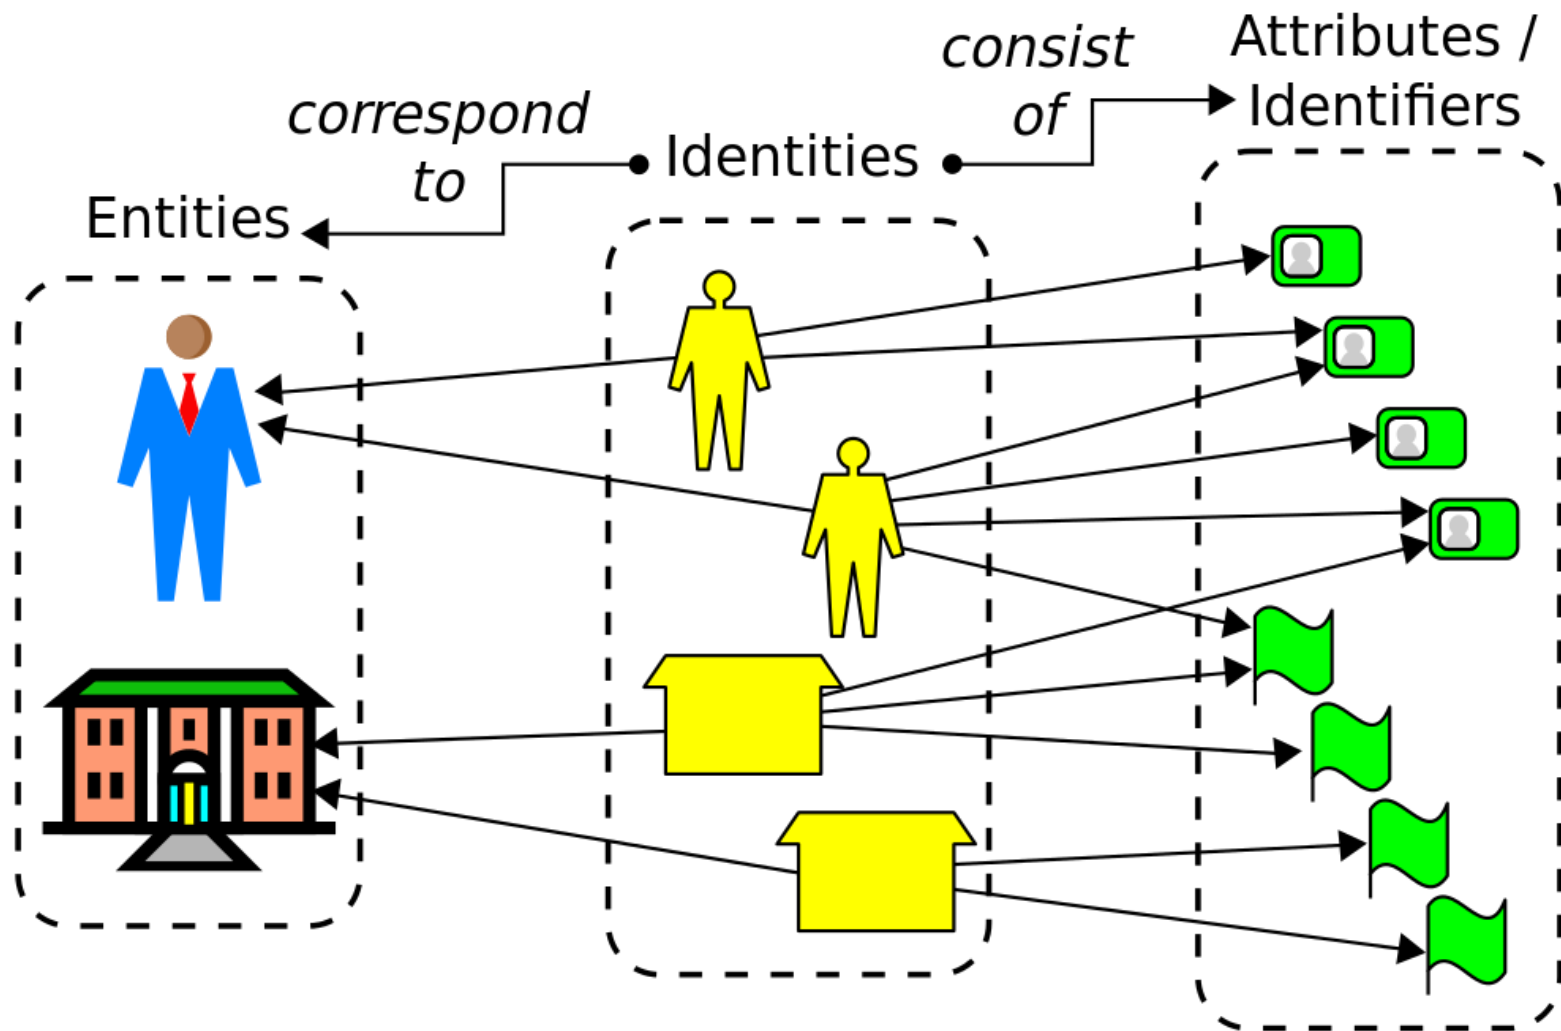 Entities
correspond
to
Identities
consist
of
Attributes /
Identifiers